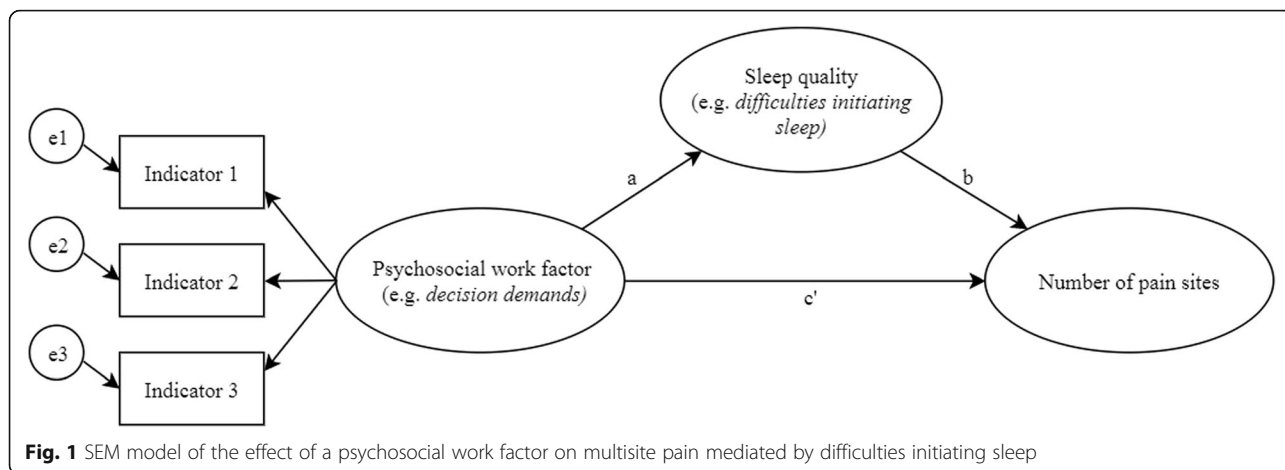 Sleep quality
(e.g. difficulties initiating
sleep)
e1
Indicator 1
a
b
e2
Indicator 2
Psychosocial work factor
(e.g. decision demands)
c'
Number of pain sites
e3
Indicator 3
Fig. 1 SEM model of the effect of a psychosocial work factor on multisite pain mediated by difficulties initiating sleep